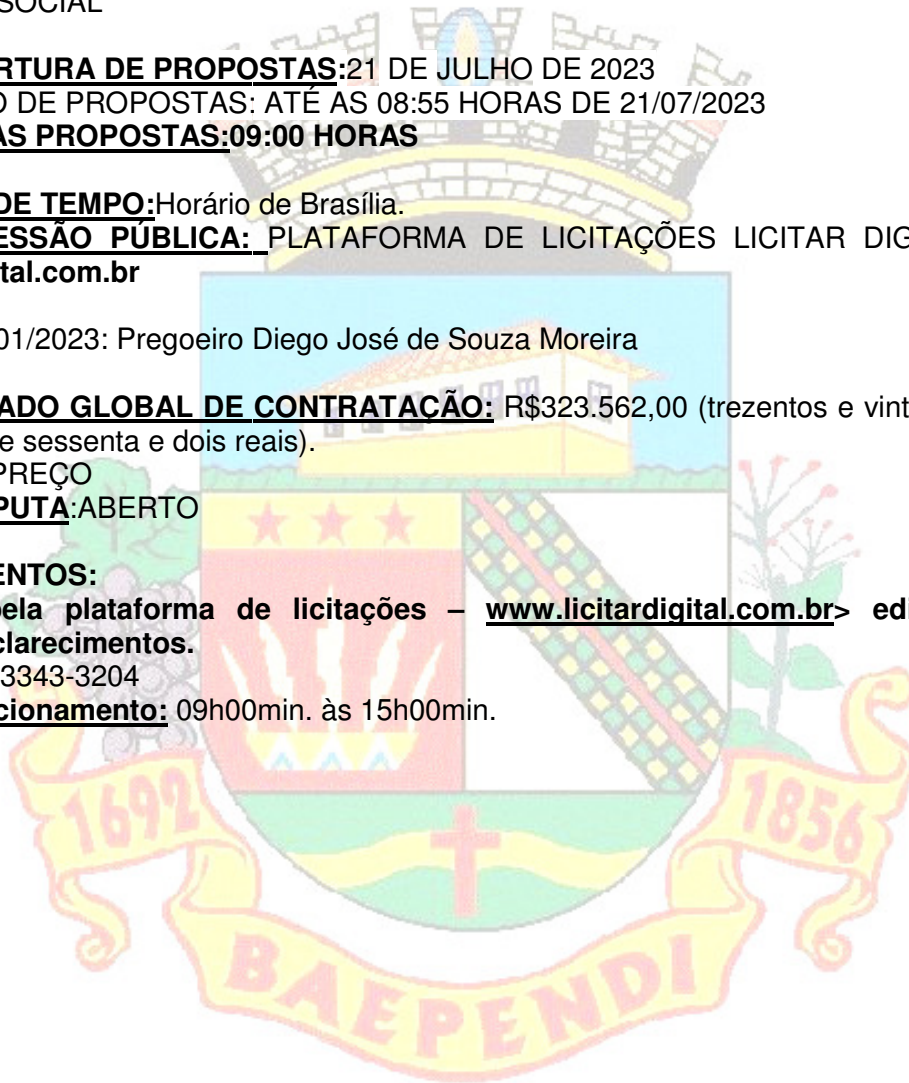 SOCIAL
RTURA DE PROPOSTAS:21 DE JULHO DE 2023
O DE PROPOSTAS: ATÉ AS 08:55 HORAS DE 21/07/2023
AS PROPOSTAS:09:00 HORAS
DE TEMPO:Horário de Brasília.
ESSÃO PÚBLICA: PLATAFORMA DE LICITAÇÕES LICITAR DIG
tal.com.br
01/2023: Pregoeiro Diego José de Souza Moreira
ADO GLOBAL DE CONTRATAÇÃO: R$323.562,00 (trezentos e vint
e sessenta e dois reais).
PREÇO
PUTA:ABERTO
ENTOS:
pela plataforma de licitações – www.licitardigital.com.br> edi
clarecimentos.
3343-3204
cionamento: 09h00min. às 15h00min.
1692
1856
BAEPENDI